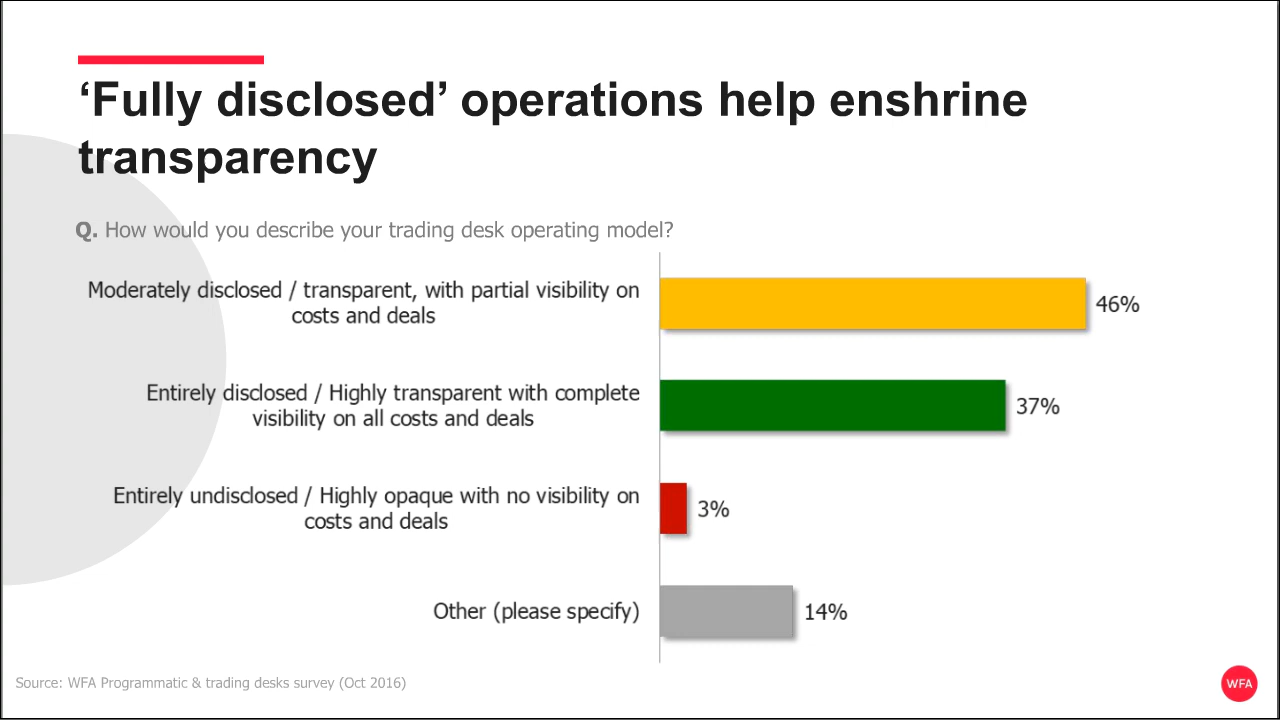 ‘Fully disclosed’ operations help enshrine
transparency
Q. How would you describe your trading desk operating model?
Moderately disclosed / transparent, with partial visibility on
costs and deals
46%
Entirely disclosed / Highly transparent with complete
visibility on all costs and deals
37%
Entirely undisclosed / Highly opaque with no visibility on
costs and deals
3%
Other (please specify)
14%
Source: WFA Programmatic & trading desks survey (Oct 2016)
WFA